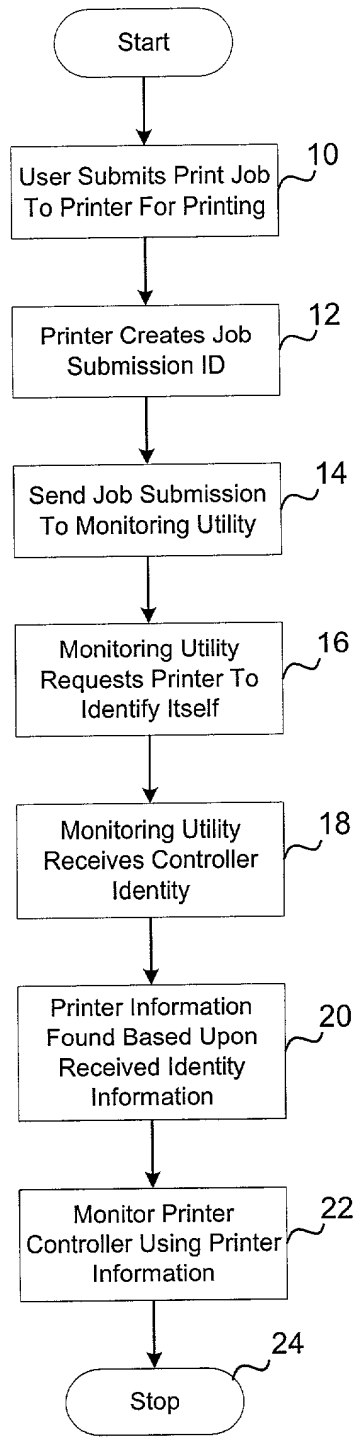 Start
User Submits Print Job
To Printer For Printing
10
Printer Creates Job
Submission ID
12
Send Job Submission
To Monitoring Utility
14
Monitoring Utility
Requests Printer To
Identify Itself
16
Monitoring Utility
Receives Controller
Identity
18
Printer Information
Found Based Upon
Received Identity
Information
20
Monitor Printer
Controller Using Printer
Information
22
Stop
24